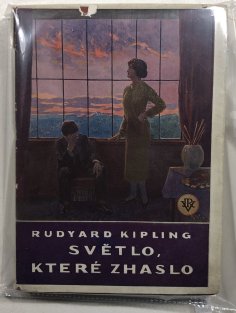 RUDYARD KIPLING
SVĚTLO,
KTERÉ ZHASLO